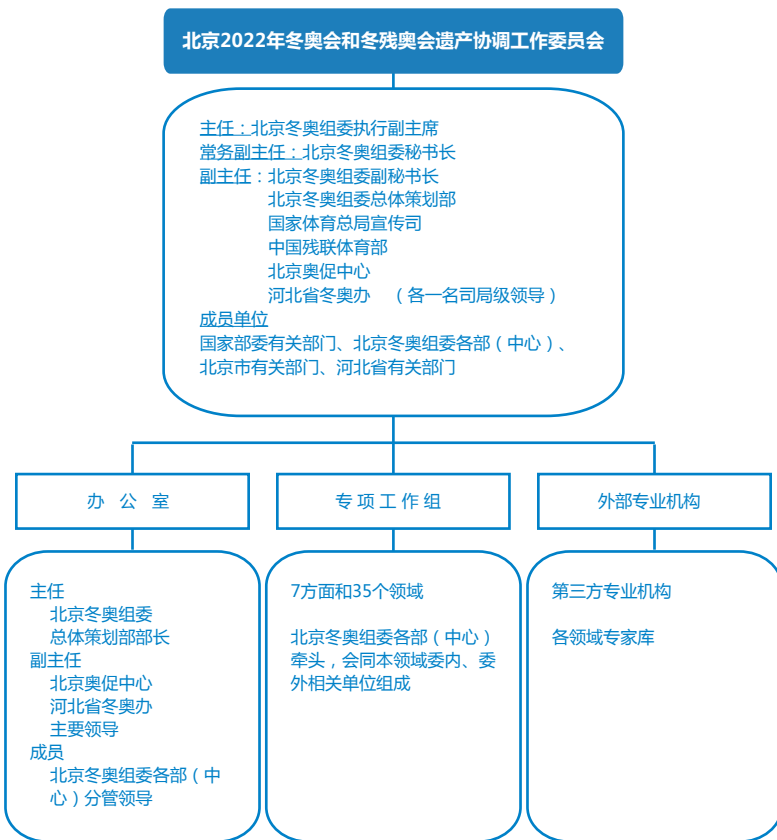 北京2022年冬奥会和冬残奥会遗产协调工作委员会
主任：北京冬奥组委执行副主席
常务副主任：北京冬奥组委秘书长
副主任：北京冬奥组委副秘书长
北京冬奥组委总体策划部
国家体育总局宣传司
中国残联体育部
北京奥促中心
河北省冬奥办 （各一名司局级领导）
成员单位
国家部委有关部门、北京冬奥组委各部（中心）、
北京市有关部门、河北省有关部门
办 公 室
主任
北京冬奥组委
总体策划部部长
副主任
北京奥促中心
河北省冬奥办
主要领导
成员
北京冬奥组委各部（中
心）分管领导
专项工作组
7方面和35个领域
北京冬奥组委各部（中心）
牵头，会同本领域委内、委
外相关单位组成
外部专业机构
第三方专业机构
各领域专家库